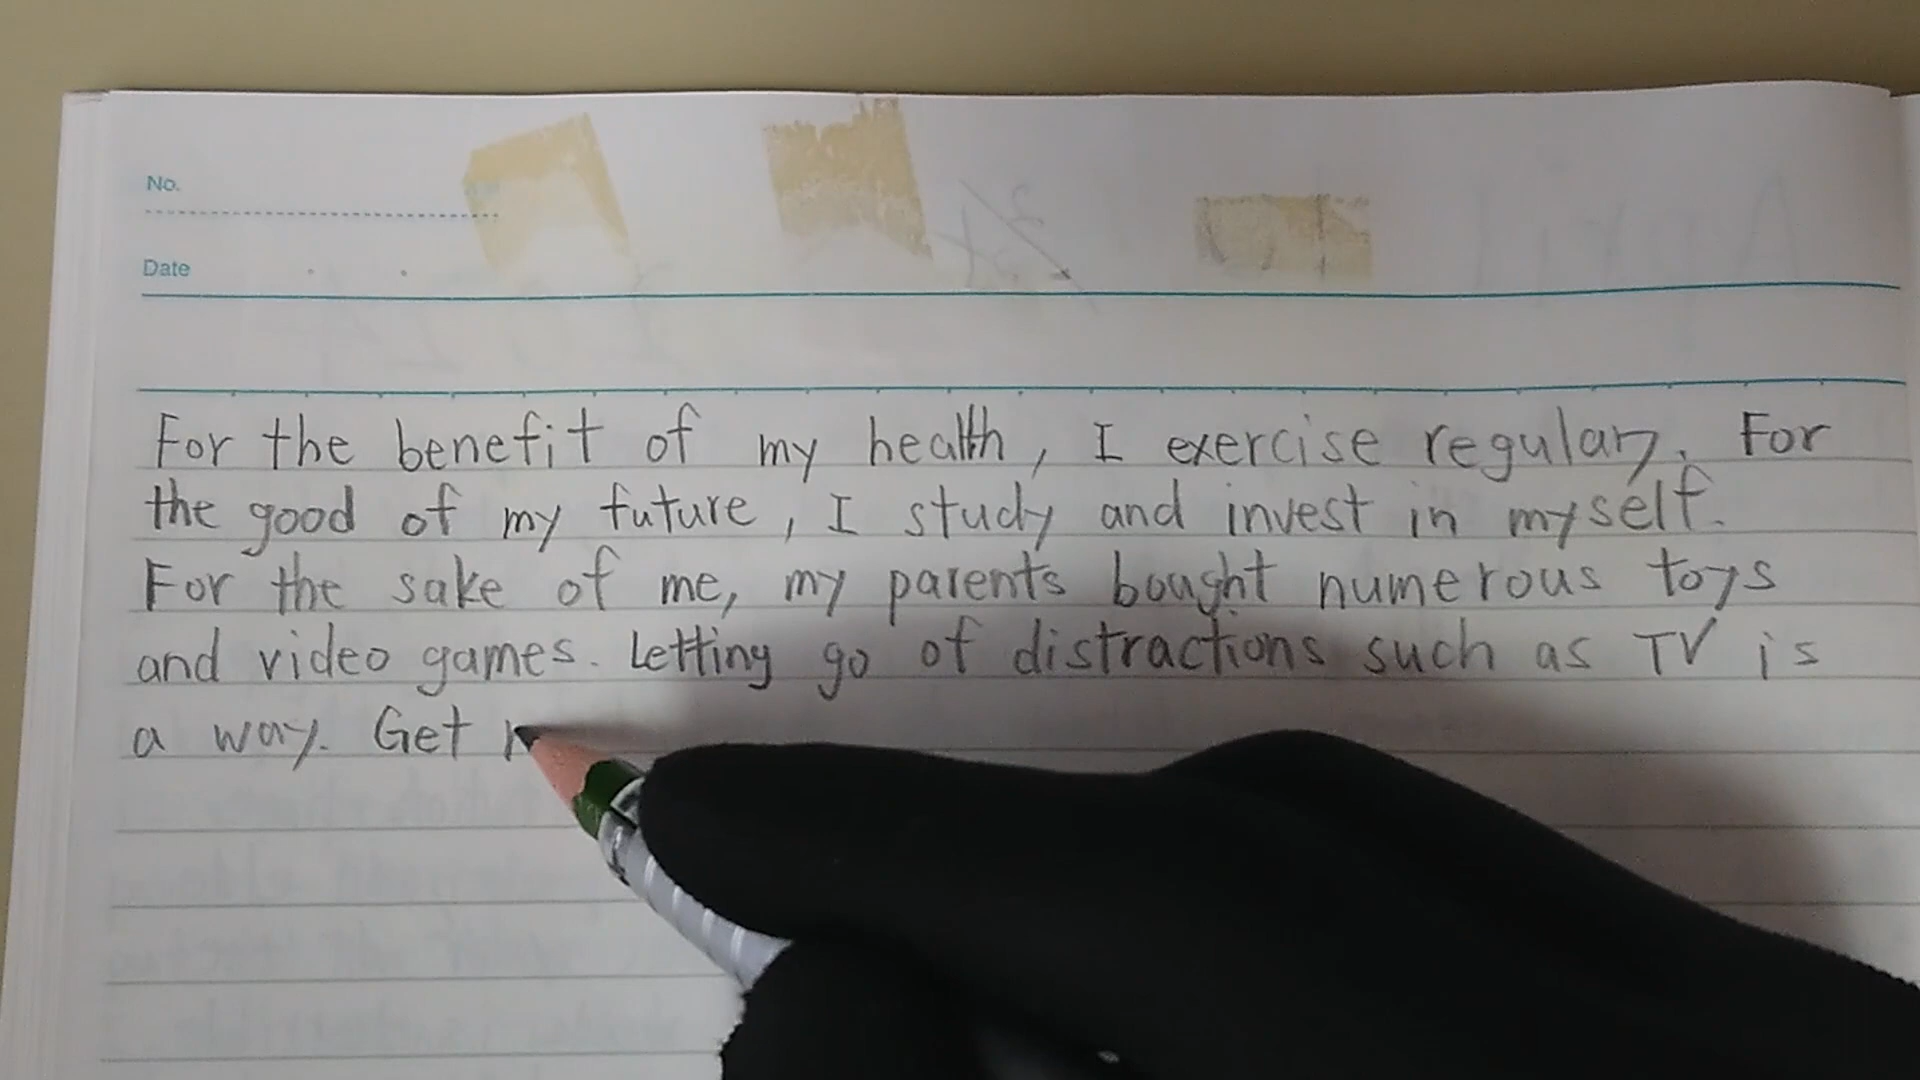 No.
Date
For the benefit of my health, I exercise regulary. For
the good of my future, I study and invest in myself.
For the sake of me, my parents bought numerous toys
and video games. Letting go of distractions such as TV is
a way. Get